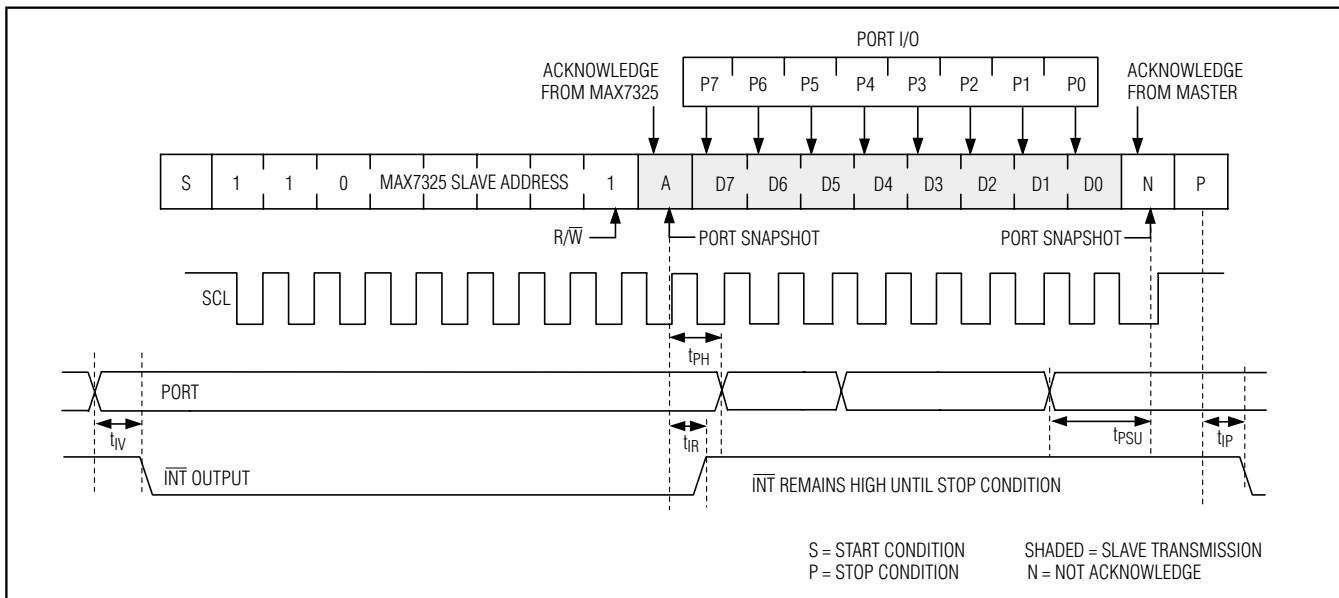 PORT I/O
ACKNOWLEDGE
FROM MAX7325
P7 P6 P5 P4 P3 P2 P1 P0
ACKNOWLEDGE
FROM MASTER
S 1 1 0 MAX7325 SLAVE ADDRESS 1 A D7 D6 D5 D4 D3 D2 D1 D0 N P
R/W̅
PORT SNAPSHOT
PORT SNAPSHOT
SCL
tPH
PORT
tIV
tIR
tPSU
tIP
I̅N̅T̅ OUTPUT
I̅N̅T̅ REMAINS HIGH UNTIL STOP CONDITION
S = START CONDITION
SHADED = SLAVE TRANSMISSION
P = STOP CONDITION
N = NOT ACKNOWLEDGE